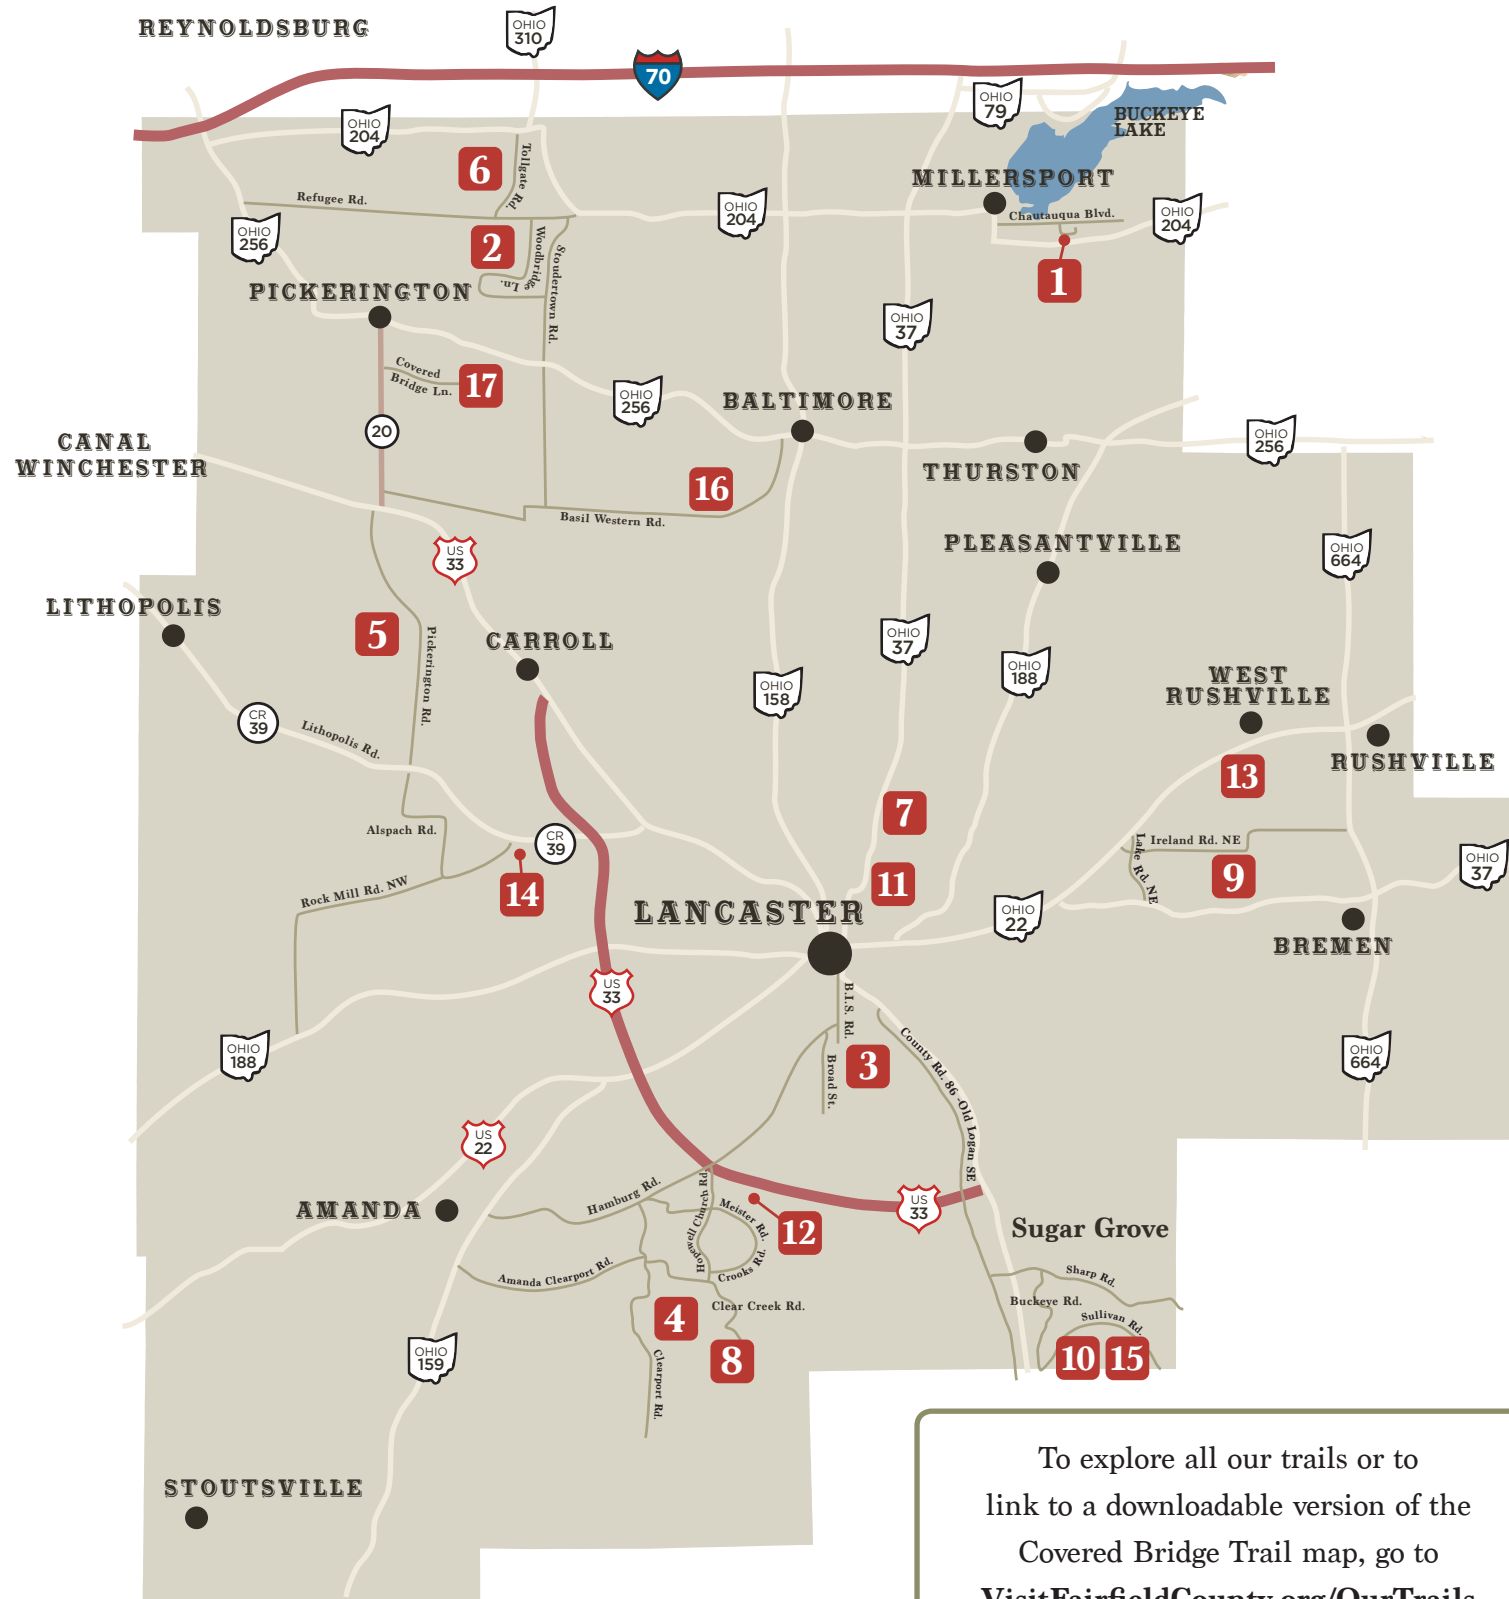 REYNOLDSBURG
OHIO
310
70
OHIO
79
BUCKEYE
LAKE
OHIO
204
6
Tollgate Rd.
MILLERSPORT
Refugee Rd.
OHIO
204
Chautauqua Blvd.
OHIO
204
OHIO
256
2
Woodbridge Ln.
Stoudertown Rd.
1
PICKERINGTON
OHIO
37
Covered
Bridge Ln.
17
OHIO
256
BALTIMORE
20
CANAL
WINCHESTER
OHIO
256
THURSTON
16
Basil Western Rd.
US
33
PLEASANTVILLE
OHIO
664
LITHOPOLIS
5
Pickerington Rd.
CARROLL
OHIO
37
OHIO
188
OHIO
158
WEST
RUSHVILLE
CR
39
Lithopolis Rd.
RUSHVILLE
13
7
Alspach Rd.
CR
39
Ireland Rd. NE
Lake Rd. NE
OHIO
37
9
11
14
Rock Mill Rd. NW
LANCASTER
OHIO
22
BREMEN
US
33
B.I.S. Rd.
OHIO
188
3
Broad St.
County Rd. 86 -Old Logan SE
OHIO
664
US
22
AMANDA
Hamburg Rd.
Hopewell Church Rd.
Meister Rd.
12
US
33
Sugar Grove
Crooks Rd.
Amanda Clearport Rd.
Sharp Rd.
Clear Creek Rd.
Buckeye Rd.
4
Sullivan Rd.
8
10
15
OHIO
159
Clearport Rd.
STOUTSVILLE
To explore all our trails or to
link to a downloadable version of the
Covered Bridge Trail map, go to
VisitFairfieldCounty.org/OurTrails